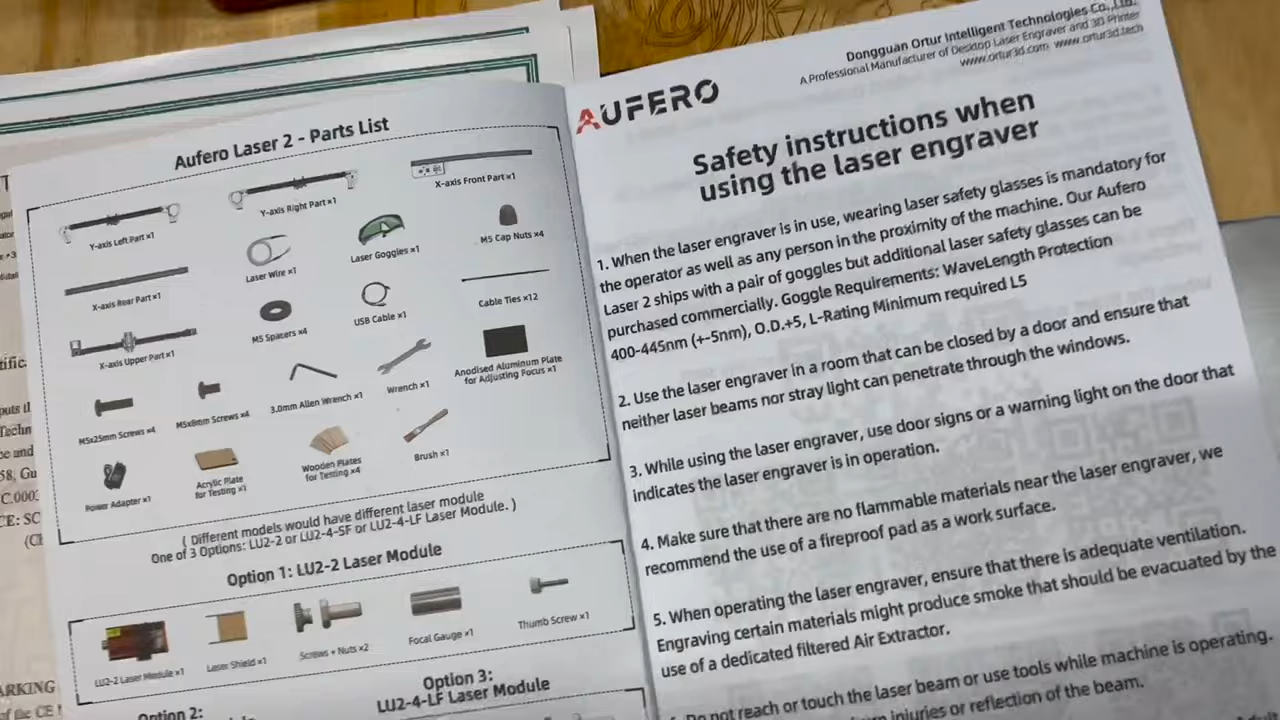 Aufero Laser 2 - Parts List
Y-axis Left Part ×1
Y-axis Right Part ×1
X-axis Front Part ×1
X-axis Rear Part ×1
Laser Wire ×1
Laser Goggles ×1
M5 Cap Nuts ×4
X-axis Upper Part ×1
M5 Spacers ×4
USB Cable ×1
Cable Ties ×12
M5x25mm Screws ×4
M5x8mm Screws ×4
3.0mm Allen Wrench ×1
Wrench ×1
Anodised Aluminum Plate
for Adjusting Focus ×1
Power Adapter ×1
Acrylic Plate
for Testing ×1
Wooden Plates
for Testing ×4
Brush ×1
( Different models would have different laser module
One of 3 Options: LU2-2 or LU2-4-SF or LU2-4-LF Laser Module. )
Option 1: LU2-2 Laser Module
LU2-2 Laser Module ×1
Laser Shield ×1
Screws + Nuts ×2
Focal Gauge ×1
Thumb Screw ×1
Option 2:
Option 3:
LU2-4-LF Laser Module
Dongguan Ortur Intelligent Technologies Co.,Ltd.
A Professional Manufacturer of Desktop Laser Engraver and 3D Printer
www.ortur3d.com www.ortur3d.tech
AUFERO
Safety instructions when
using the laser engraver
1. When the laser engraver is in use, wearing laser safety glasses is mandatory for
the operator as well as any person in the proximity of the machine. Our Aufero
Laser 2 ships with a pair of goggles but additional laser safety glasses can be
purchased commercially. Goggle Requirements: WaveLength Protection
400-445nm (+-5nm), O.D.+5, L-Rating Minimum required L5
2. Use the laser engraver in a room that can be closed by a door and ensure that
neither laser beams nor stray light can penetrate through the windows.
3. While using the laser engraver, use door signs or a warning light on the door that
indicates the laser engraver is in operation.
4. Make sure that there are no flammable materials near the laser engraver, we
recommend the use of a fireproof pad as a work surface.
5. When operating the laser engraver, ensure that there is adequate ventilation.
Engraving certain materials might produce smoke that should be evacuated by the
use of a dedicated filtered Air Extractor.
Do not reach or touch the laser beam or use tools while machine is operating.
injuries or reflection of the beam.